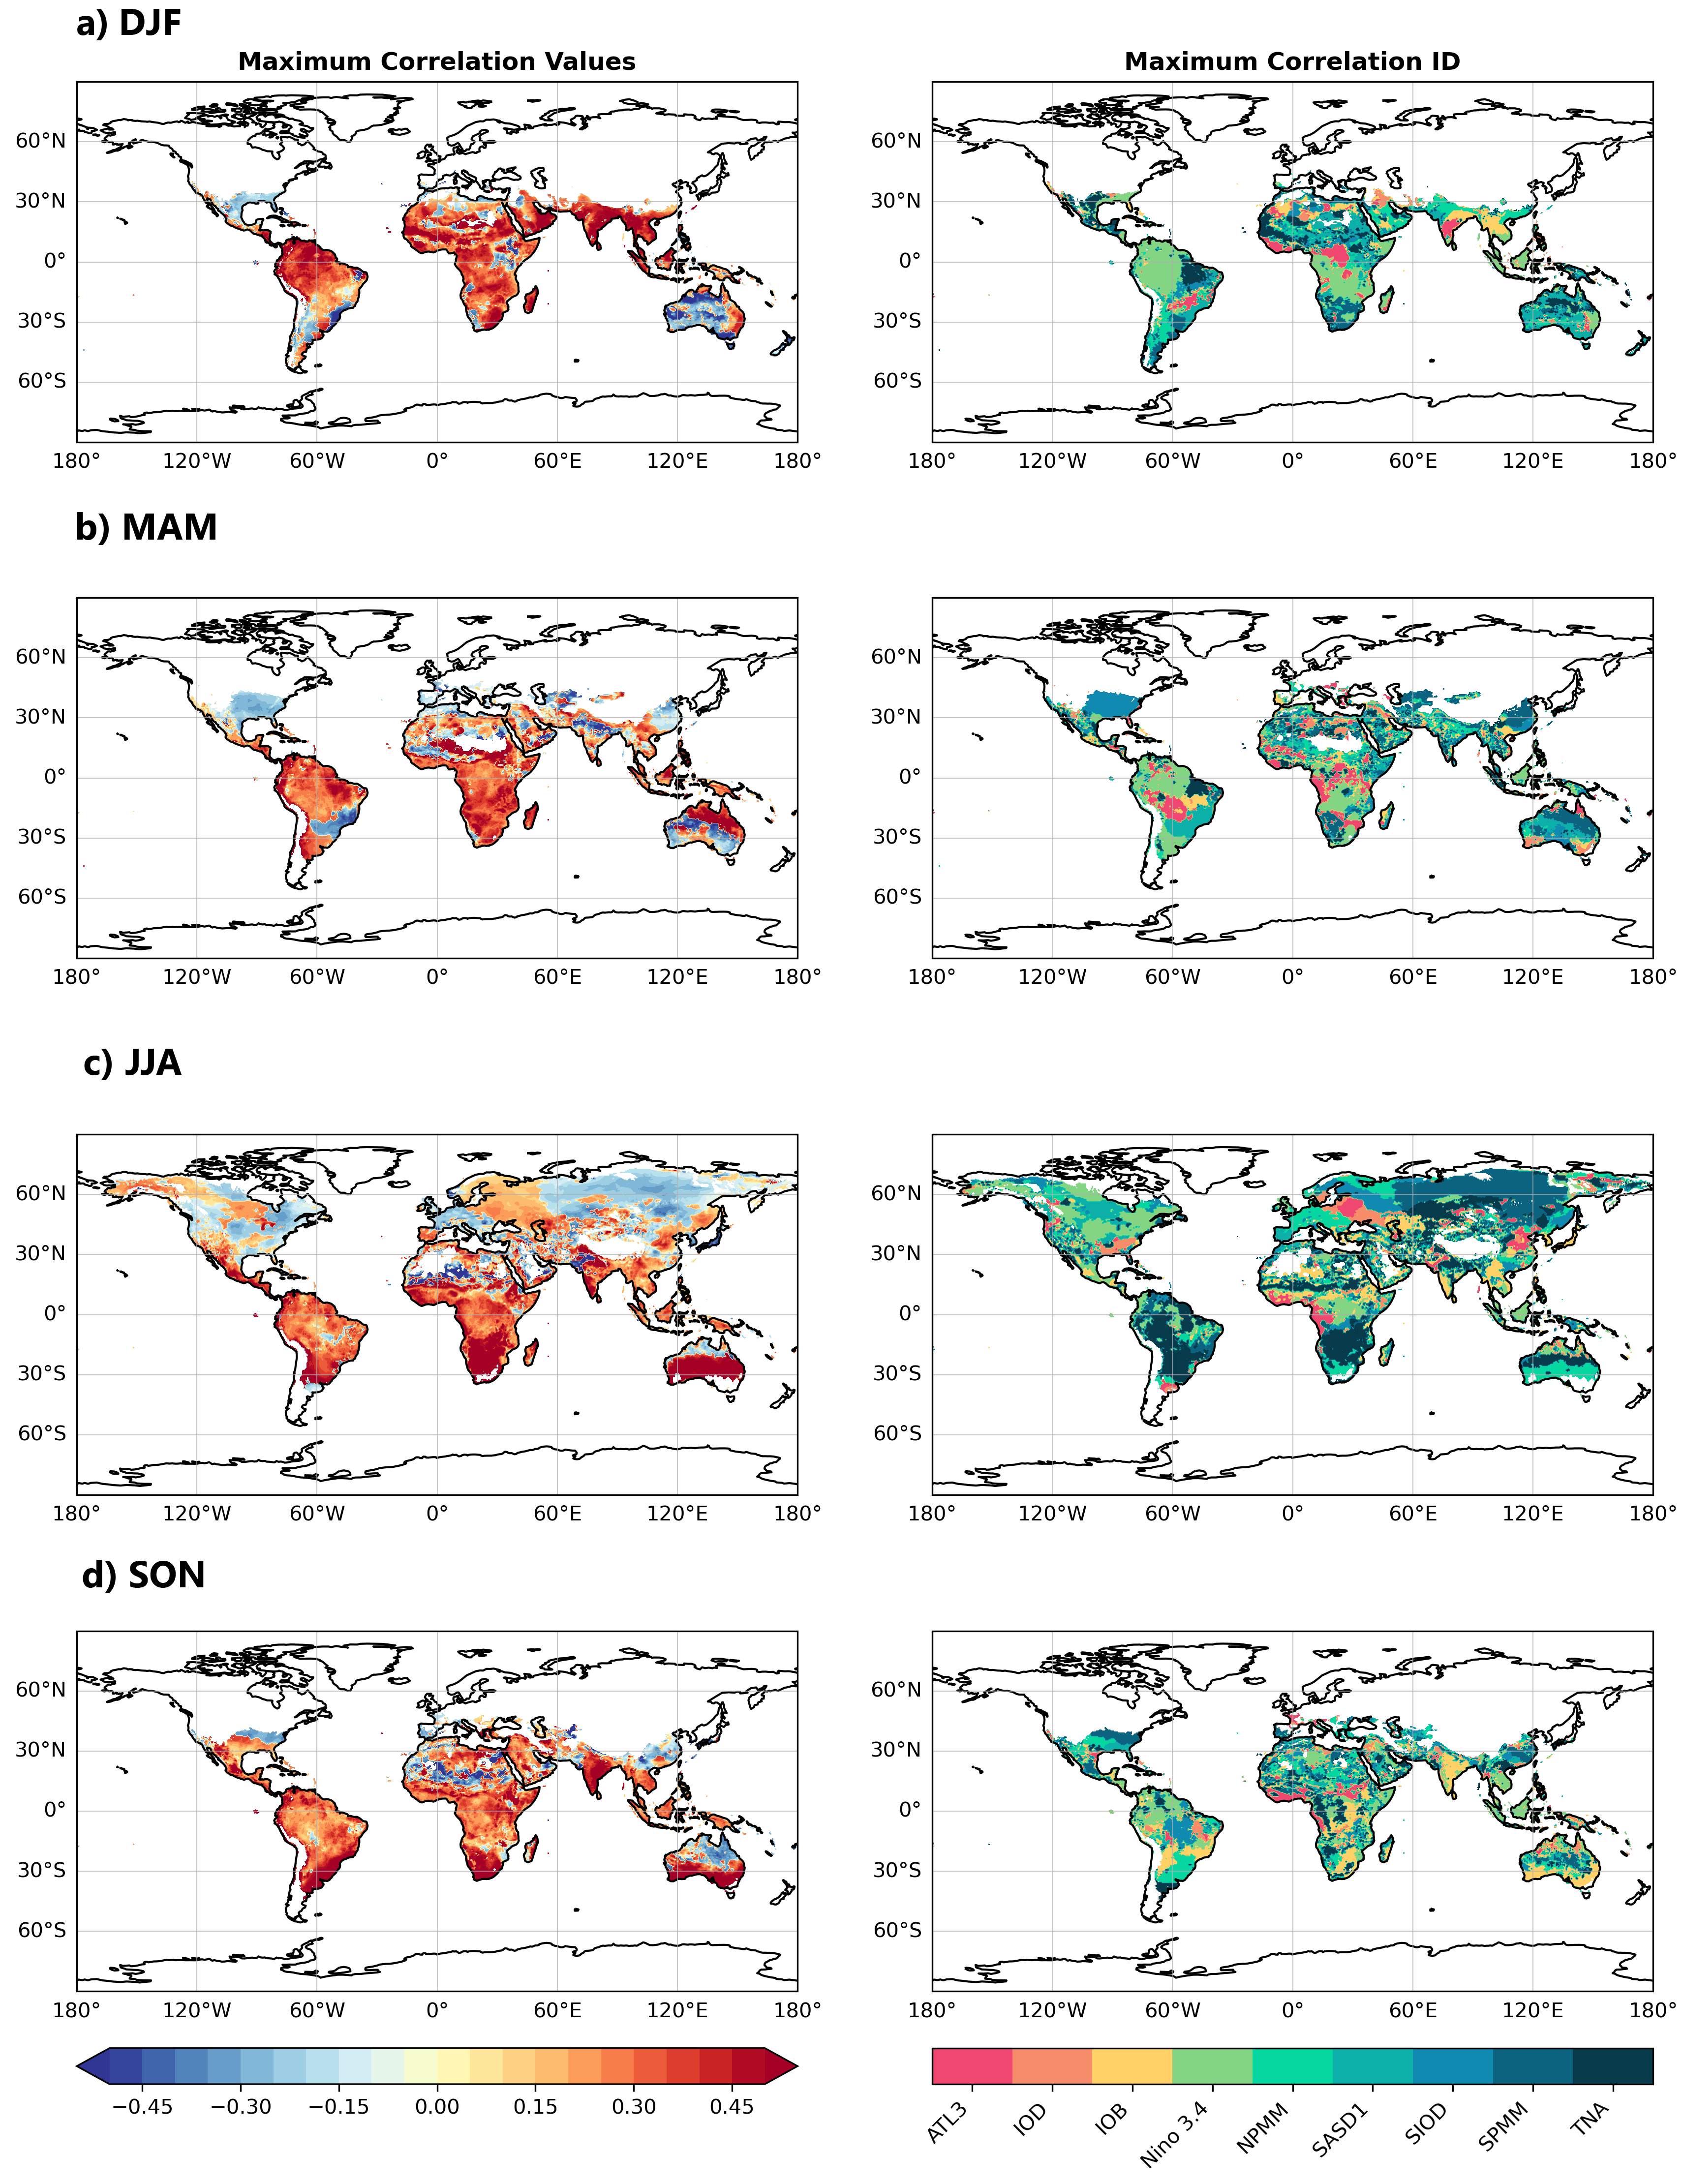 a) DJF
Maximum Correlation Values
Maximum Correlation ID
60°N
30°N
0°
30°S
60°S
180°
120°W
60°W
0°
60°E
120°E
180°
60°N
30°N
0°
30°S
60°S
180°
120°W
60°W
0°
60°E
120°E
180°
b) MAM
60°N
30°N
0°
30°S
60°S
180°
120°W
60°W
0°
60°E
120°E
180°
60°N
30°N
0°
30°S
60°S
180°
120°W
60°W
0°
60°E
120°E
180°
c) JJA
60°N
30°N
0°
30°S
60°S
180°
120°W
60°W
0°
60°E
120°E
180°
60°N
30°N
0°
30°S
60°S
180°
120°W
60°W
0°
60°E
120°E
180°
d) SON
60°N
30°N
0°
30°S
60°S
180°
120°W
60°W
0°
60°E
120°E
180°
60°N
30°N
0°
30°S
60°S
180°
120°W
60°W
0°
60°E
120°E
180°
−0.45
−0.30
−0.15
0.00
0.15
0.30
0.45
ATL3
IOD
IOB
Nino 3.4
NPMM
SASD1
SIOD
SPMM
TNA